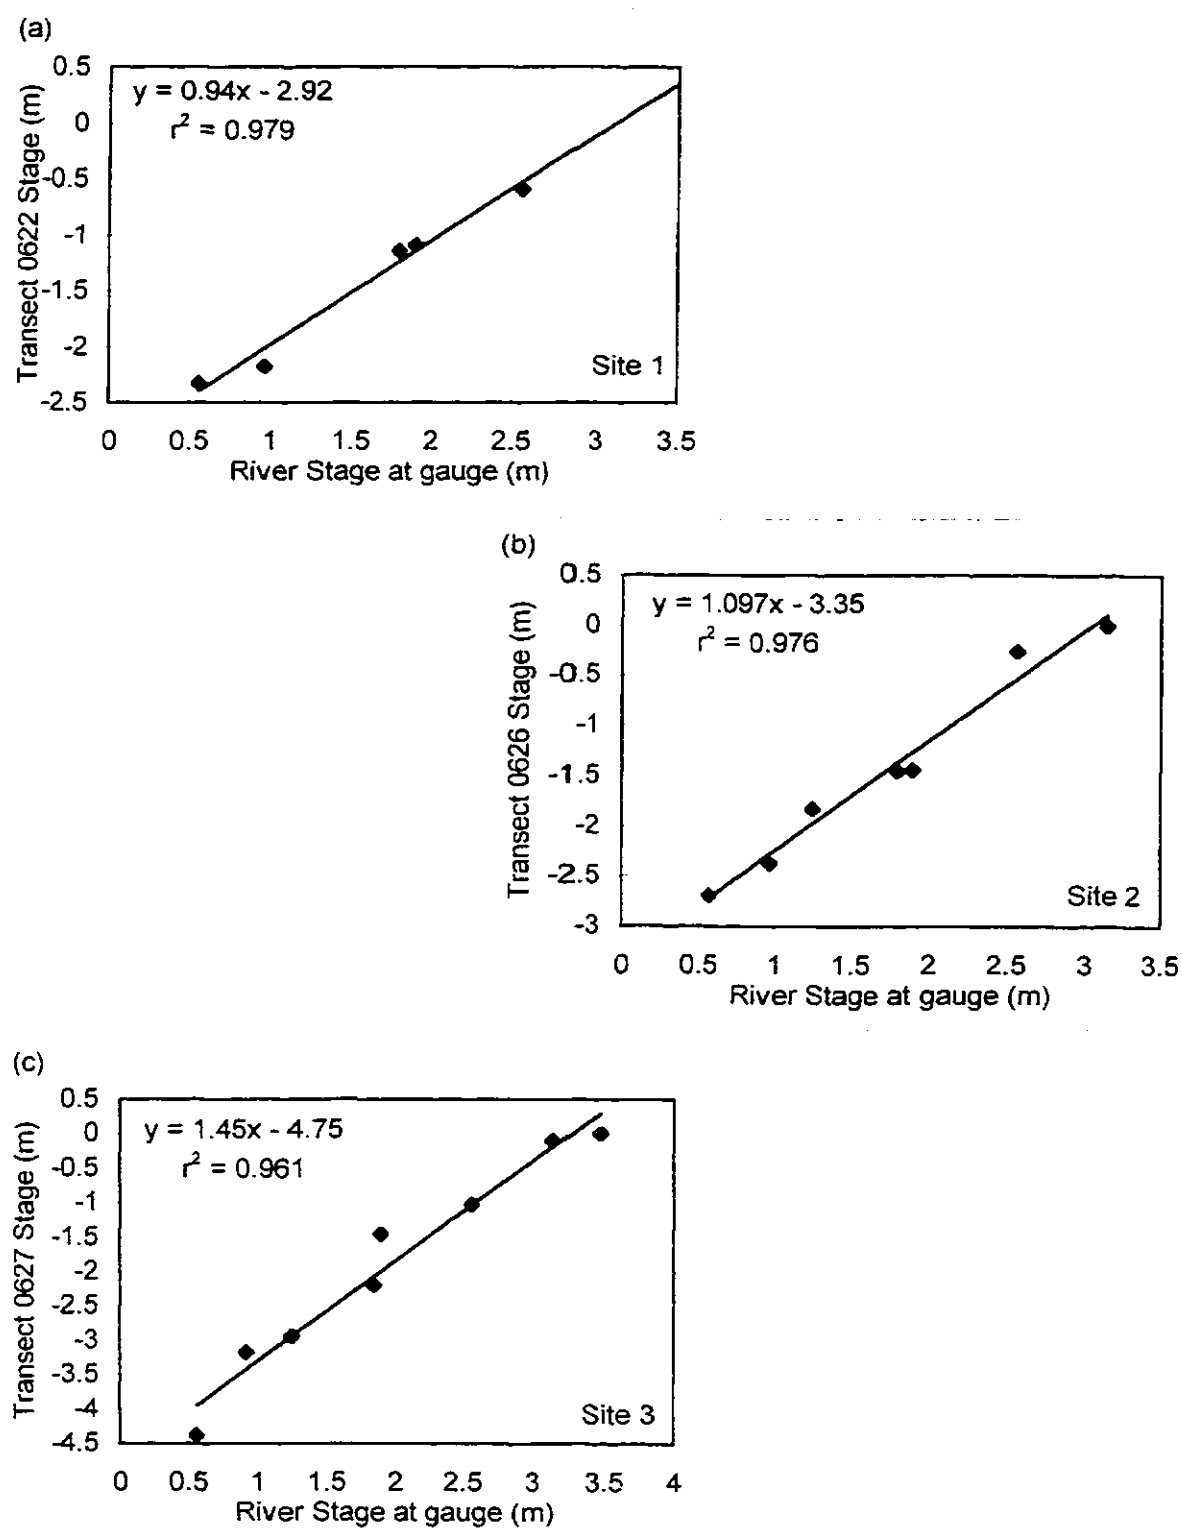 (a)
0.5
0
-0.5
-1
-1.5
-2
-2.5
Transect 0622 Stage (m)
y = 0.94x - 2.92
r² = 0.979
Site 1
0 0.5 1 1.5 2 2.5 3 3.5
River Stage at gauge (m)
(b)
0.5
0
-0.5
-1
-1.5
-2
-2.5
-3
Transect 0626 Stage (m)
y = 1.097x - 3.35
r² = 0.976
Site 2
0 0.5 1 1.5 2 2.5 3 3.5
River Stage at gauge (m)
(c)
0.5
0
-0.5
-1
-1.5
-2
-2.5
-3
-3.5
-4
-4.5
Transect 0627 Stage (m)
y = 1.45x - 4.75
r² = 0.961
Site 3
0 0.5 1 1.5 2 2.5 3 3.5 4
River Stage at gauge (m)